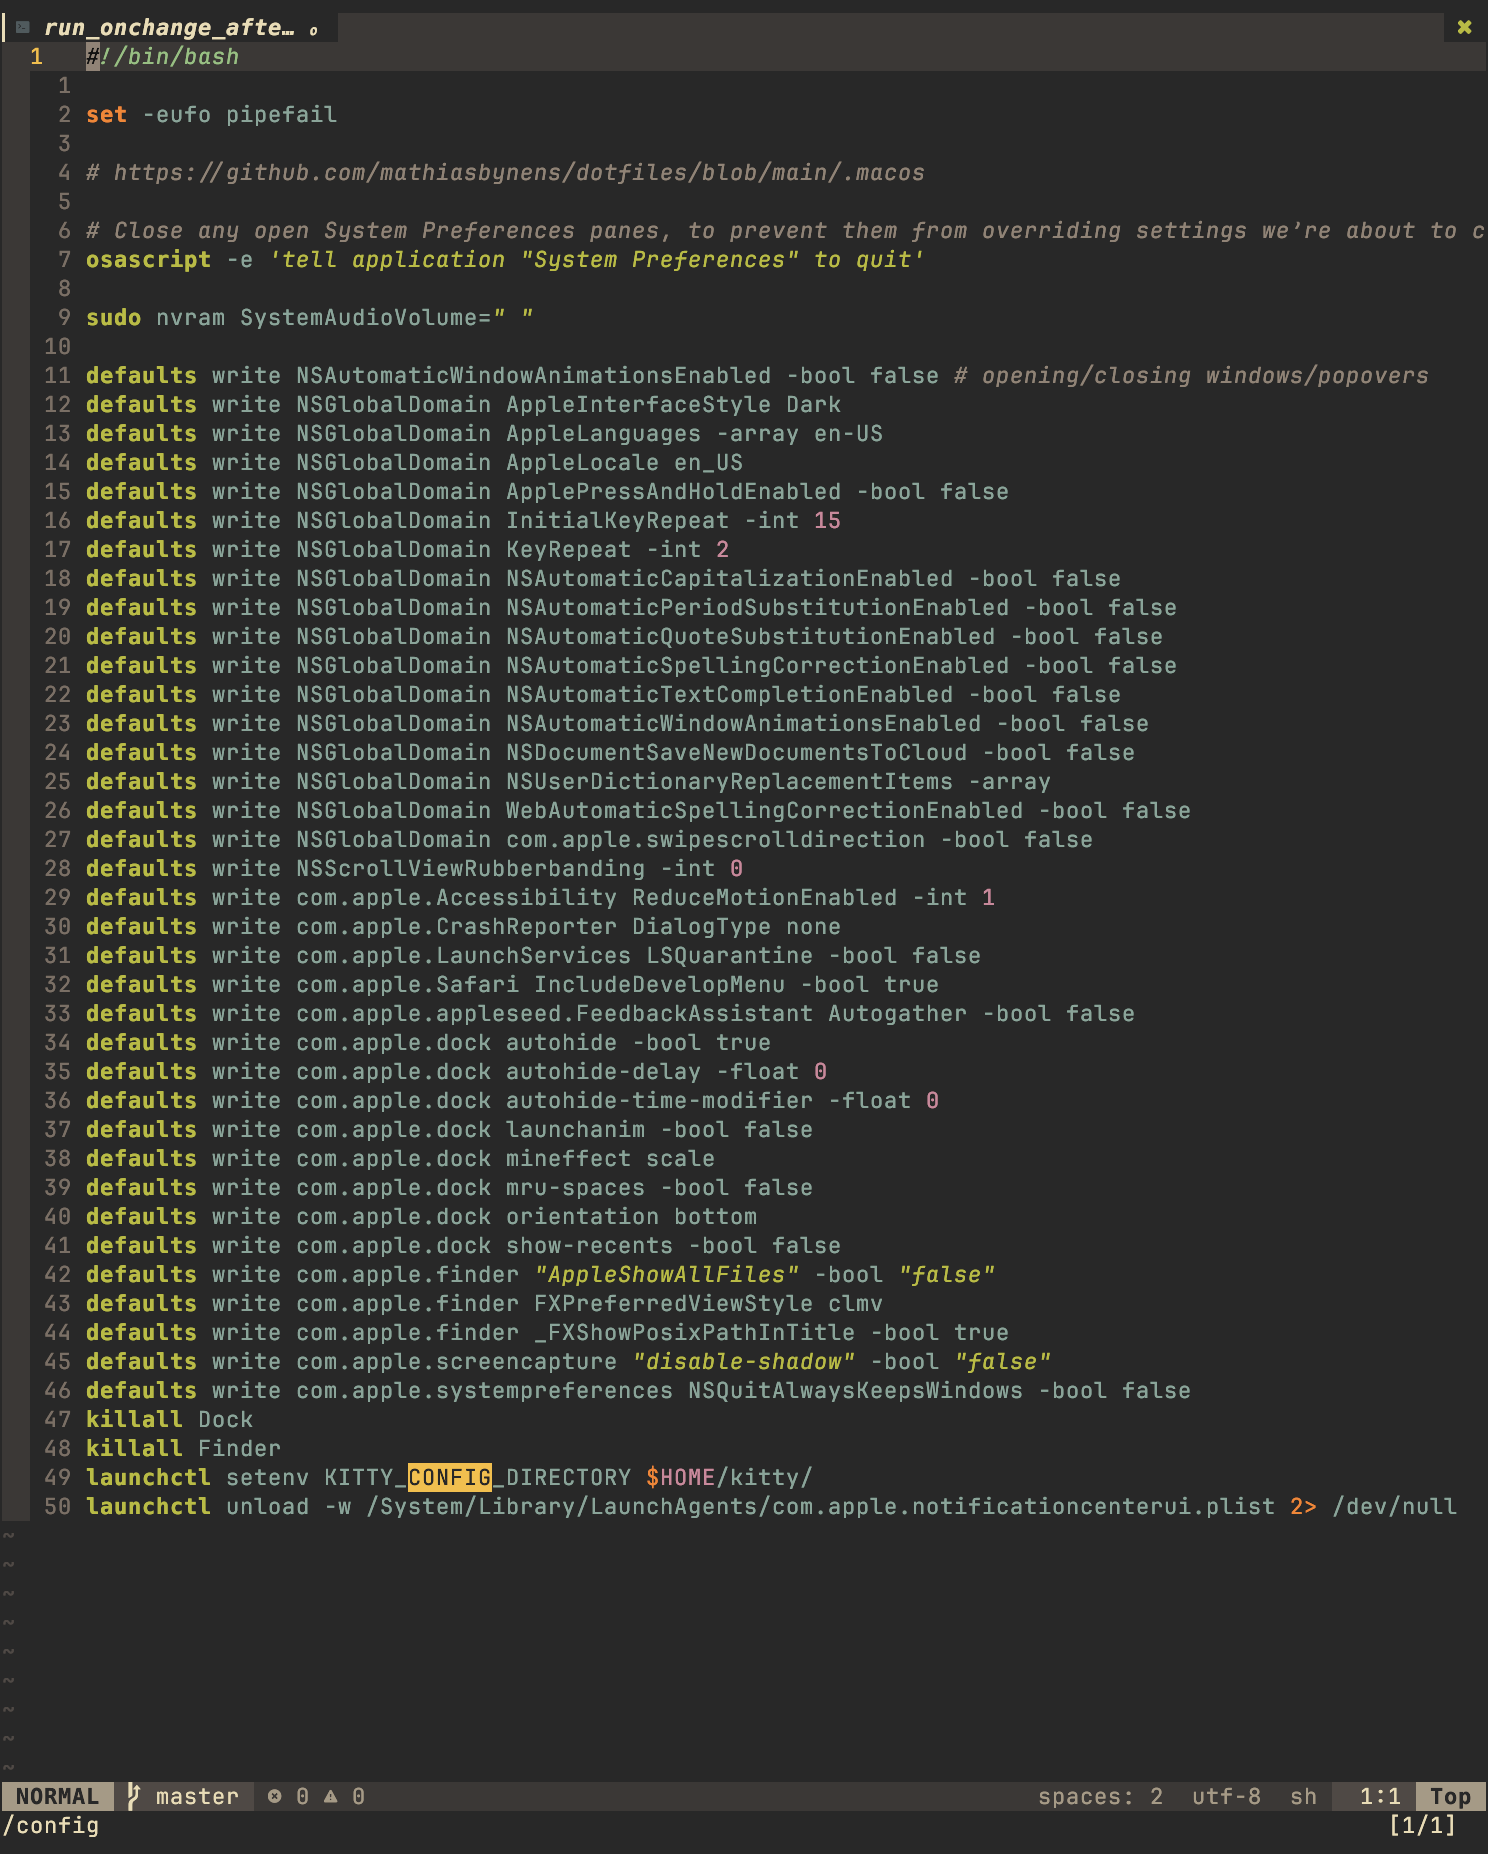 run_onchange_afte… o
1 #!/bin/bash
1
2 set -eufo pipefail
3
4 # https://github.com/mathiasbynens/dotfiles/blob/main/.macos
5
6 # Close any open System Preferences panes, to prevent them from overriding settings we’re about to c
7 osascript -e 'tell application "System Preferences" to quit'
8
9 sudo nvram SystemAudioVolume=" "
10
11 defaults write NSAutomaticWindowAnimationsEnabled -bool false # opening/closing windows/popovers
12 defaults write NSGlobalDomain AppleInterfaceStyle Dark
13 defaults write NSGlobalDomain AppleLanguages -array en-US
14 defaults write NSGlobalDomain AppleLocale en_US
15 defaults write NSGlobalDomain ApplePressAndHoldEnabled -bool false
16 defaults write NSGlobalDomain InitialKeyRepeat -int 15
17 defaults write NSGlobalDomain KeyRepeat -int 2
18 defaults write NSGlobalDomain NSAutomaticCapitalizationEnabled -bool false
19 defaults write NSGlobalDomain NSAutomaticPeriodSubstitutionEnabled -bool false
20 defaults write NSGlobalDomain NSAutomaticQuoteSubstitutionEnabled -bool false
21 defaults write NSGlobalDomain NSAutomaticSpellingCorrectionEnabled -bool false
22 defaults write NSGlobalDomain NSAutomaticTextCompletionEnabled -bool false
23 defaults write NSGlobalDomain NSAutomaticWindowAnimationsEnabled -bool false
24 defaults write NSGlobalDomain NSDocumentSaveNewDocumentsToCloud -bool false
25 defaults write NSGlobalDomain NSUserDictionaryReplacementItems -array
26 defaults write NSGlobalDomain WebAutomaticSpellingCorrectionEnabled -bool false
27 defaults write NSGlobalDomain com.apple.swipescrolldirection -bool false
28 defaults write NSScrollViewRubberbanding -int 0
29 defaults write com.apple.Accessibility ReduceMotionEnabled -int 1
30 defaults write com.apple.CrashReporter DialogType none
31 defaults write com.apple.LaunchServices LSQuarantine -bool false
32 defaults write com.apple.Safari IncludeDevelopMenu -bool true
33 defaults write com.apple.appleseed.FeedbackAssistant Autogather -bool false
34 defaults write com.apple.dock autohide -bool true
35 defaults write com.apple.dock autohide-delay -float 0
36 defaults write com.apple.dock autohide-time-modifier -float 0
37 defaults write com.apple.dock launchanim -bool false
38 defaults write com.apple.dock mineffect scale
39 defaults write com.apple.dock mru-spaces -bool false
40 defaults write com.apple.dock orientation bottom
41 defaults write com.apple.dock show-recents -bool false
42 defaults write com.apple.finder "AppleShowAllFiles" -bool "false"
43 defaults write com.apple.finder FXPreferredViewStyle clmv
44 defaults write com.apple.finder _FXShowPosixPathInTitle -bool true
45 defaults write com.apple.screencapture "disable-shadow" -bool "false"
46 defaults write com.apple.systempreferences NSQuitAlwaysKeepsWindows -bool false
47 killall Dock
48 killall Finder
49 launchctl setenv KITTY_CONFIG_DIRECTORY $HOME/kitty/
50 launchctl unload -w /System/Library/LaunchAgents/com.apple.notificationcenterui.plist 2> /dev/null
~
~
~
~
~
~
~
~
~
NORMAL master 0 0 spaces: 2 utf-8 sh 1:1 Top
/config [1/1]